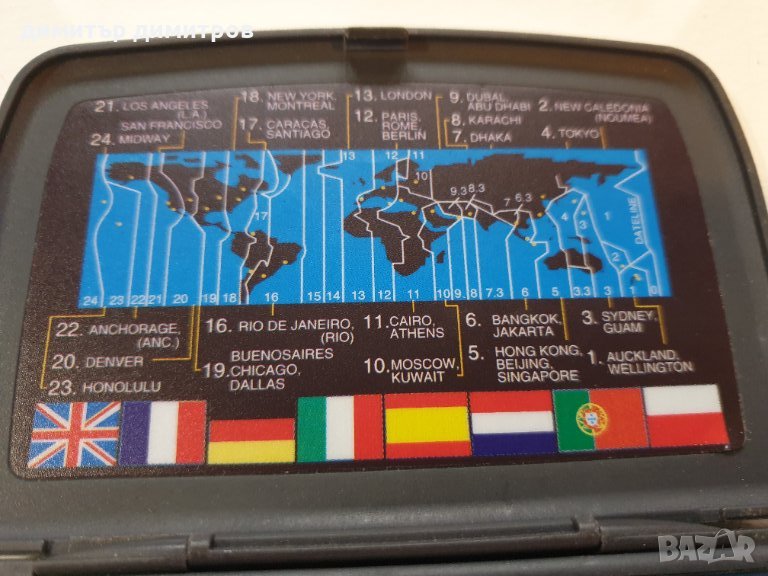 димитър димитров
21. LOS ANGELES
(L.A.)
SAN FRANCISCO
24. MIDWAY
18. NEW YORK,
MONTREAL
17. CARACAS,
SANTIAGO
13. LONDON
12. PARIS,
ROME,
BERLIN
9. DUBAI,
ABU DHABI
8. KARACHI
7. DHAKA
2. NEW CALEDONIA
(NOUMEA)
4. TOKYO
13 12 11
10 9.3 8.3
17 7 6.3 4 3 1 DATELINE
2
24 23 22 21 20 19 18 16 15 14 13 12 11 10 9 8 7.3 6 5 3.3 3 0
22. ANCHORAGE,
(ANC.)
20. DENVER
23. HONOLULU
16. RIO DE JANEIRO,
(RIO)
BUENOSAIRES
19. CHICAGO,
DALLAS
11. CAIRO,
ATHENS
10. MOSCOW,
KUWAIT
6. BANGKOK,
JAKARTA
5. HONG KONG,
BEIJING,
SINGAPORE
3. SYDNEY,
GUAM
1. AUCKLAND,
WELLINGTON
BAZAR